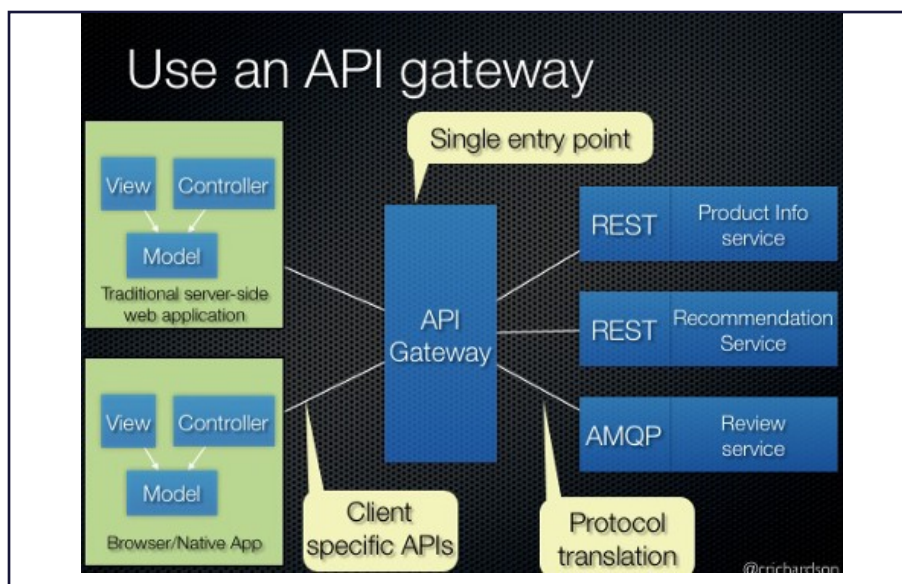 Use an API gateway
Single entry point
View
Controller
Model
Traditional server-side
web application
View
Controller
Model
Browser/Native App
API
Gateway
Client
specific APIs
Protocol
translation
REST
Product Info
service
REST
Recommendation
Service
AMQP
Review
service
@crichardson